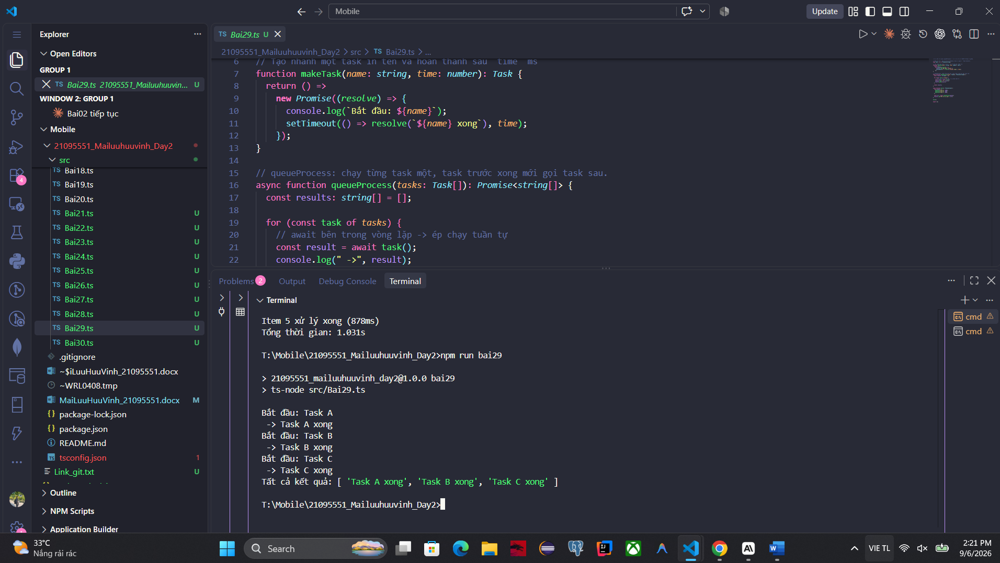 Mobile
Update
Explorer
Open Editors
GROUP 1
TS Bai29.ts 21095551_Mailuuhuuvin... U
WINDOW 2: GROUP 1
Bai02 tiếp tục
Mobile
21095551_Mailuuhuuvinh_Day2
src
TS Bai18.ts
TS Bai19.ts
TS Bai20.ts
TS Bai21.ts U
TS Bai22.ts U
TS Bai23.ts U
TS Bai24.ts U
TS Bai25.ts U
TS Bai26.ts U
TS Bai27.ts U
TS Bai28.ts U
TS Bai29.ts U
TS Bai30.ts U
.gitignore
~$iLuuHuuVinh_21095551.docx
~WRL0408.tmp
MaiLuuHuuVinh_21095551.docx M
{} package-lock.json
{} package.json
README.md
TS tsconfig.json 1
Link_git.txt U
Outline
NPM Scripts
Application Builder
4
TS Bai29.ts U
21095551_Mailuuhuuvinh_Day2 > src > TS Bai29.ts > ...
6 // Tạo nhanh một task in tên và hoàn thành sau `time` ms
7 function makeTask(name: string, time: number): Task {
8 return () =>
9 new Promise((resolve) => {
10 console.log(`Bắt đầu: ${name}`);
11 setTimeout(() => resolve(`${name} xong`), time);
12 });
13 }
14
15 // queueProcess: chạy từng task một, task trước xong mới gọi task sau.
16 async function queueProcess(tasks: Task[]): Promise<string[]> {
17 const results: string[] = [];
18
19 for (const task of tasks) {
20 // await bên trong vòng lặp -> ép chạy tuần tự
21 const result = await task();
22 console.log(" ->", result);
Problems 2 Output Debug Console Terminal
Terminal
Item 5 xử lý xong (878ms)
Tổng thời gian: 1.031s
T:\Mobile\21095551_Mailuuhuuvinh_Day2>npm run bai29
> 21095551_mailuuhuuvinh_day2@1.0.0 bai29
> ts-node src/Bai29.ts
Bắt đầu: Task A
-> Task A xong
Bắt đầu: Task B
-> Task B xong
Bắt đầu: Task C
-> Task C xong
Tất cả kết quả: [ 'Task A xong', 'Task B xong', 'Task C xong' ]
T:\Mobile\21095551_Mailuuhuuvinh_Day2>
cmd
cmd
33°C
Nắng rải rác
Search
VIE TL
2:21 PM
9/6/2026